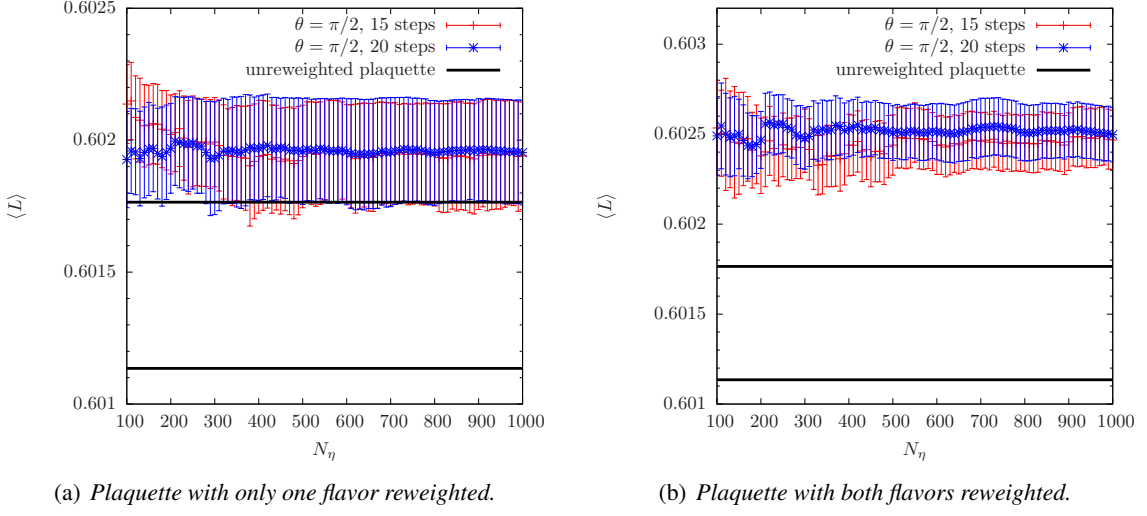 0.6025
0.602
0.6015
0.601
⟨L⟩
100 200 300 400 500 600 700 800 900 1000
N_η
θ = π/2, 15 steps
θ = π/2, 20 steps
unreweighted plaquette
(a) Plaquette with only one flavor reweighted.
0.603
0.6025
0.602
0.6015
0.601
⟨L⟩
100 200 300 400 500 600 700 800 900 1000
N_η
θ = π/2, 15 steps
θ = π/2, 20 steps
unreweighted plaquette
(b) Plaquette with both flavors reweighted.